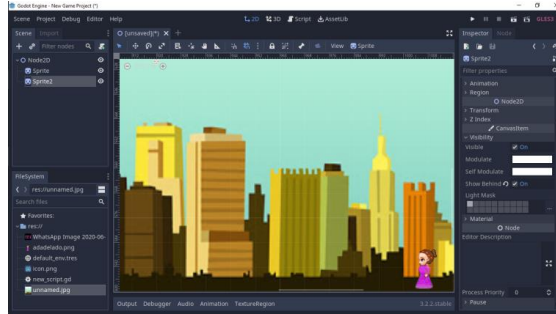 Godot Engine - New Game Project (*)
Scene Project Debug Editor Help
2D 3D Script AssetLib
GLES3
Scene Import
Filter nodes
Node2D
Sprite
Sprite2
FileSystem
res://unnamed.jpg
Search files
Favorites:
res://
WhatsApp Image 2020-06-
adadelado.png
default_env.tres
icon.png
new_script.gd
unnamed.jpg
[unsaved](*)
View Sprite
Output Debugger Audio Animation TextureRegion
3.2.2.stable
Inspector Node
Sprite2
Filter properties
Animation
Region
Node2D
Transform
Z Index
CanvasItem
Visibility
Visible On
Modulate
Self Modulate
Show Behind On
Light Mask
Material
Node
Editor Description
Process Priority 0
Pause